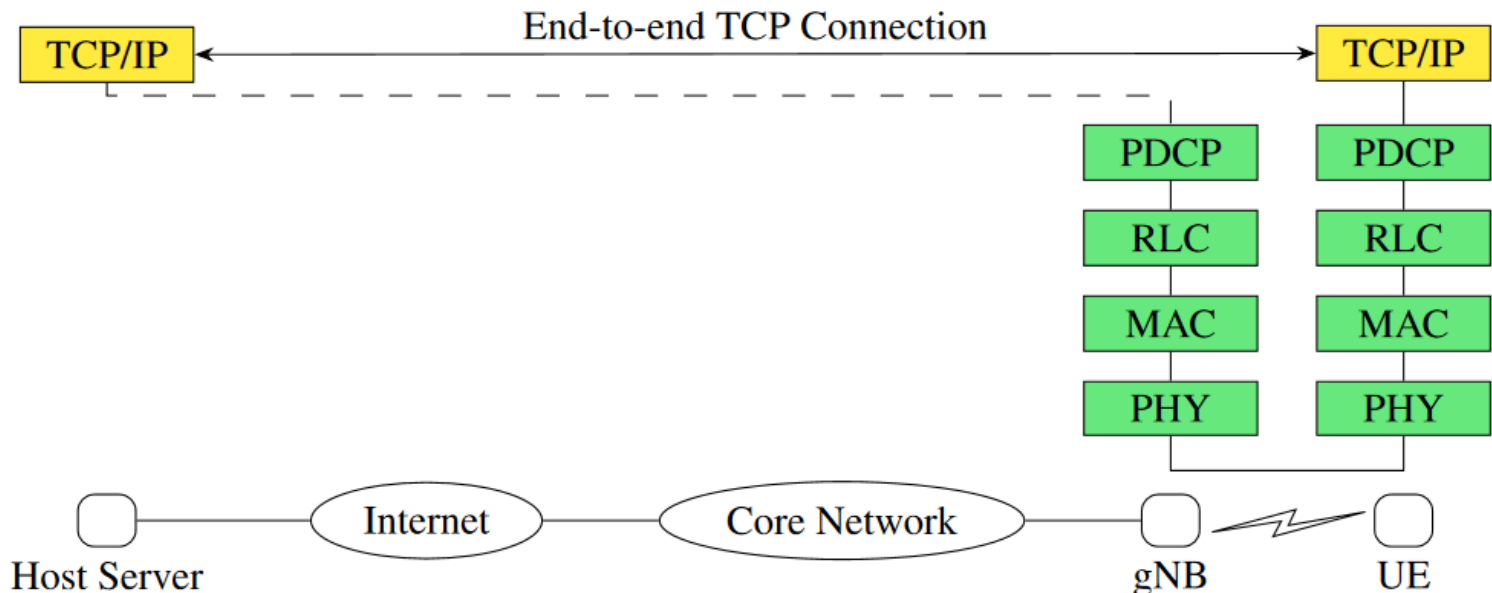 End-to-end TCP Connection
TCP/IP
TCP/IP
PDCP
PDCP
RLC
RLC
MAC
MAC
PHY
PHY
Internet
Core Network
Host Server
gNB
UE